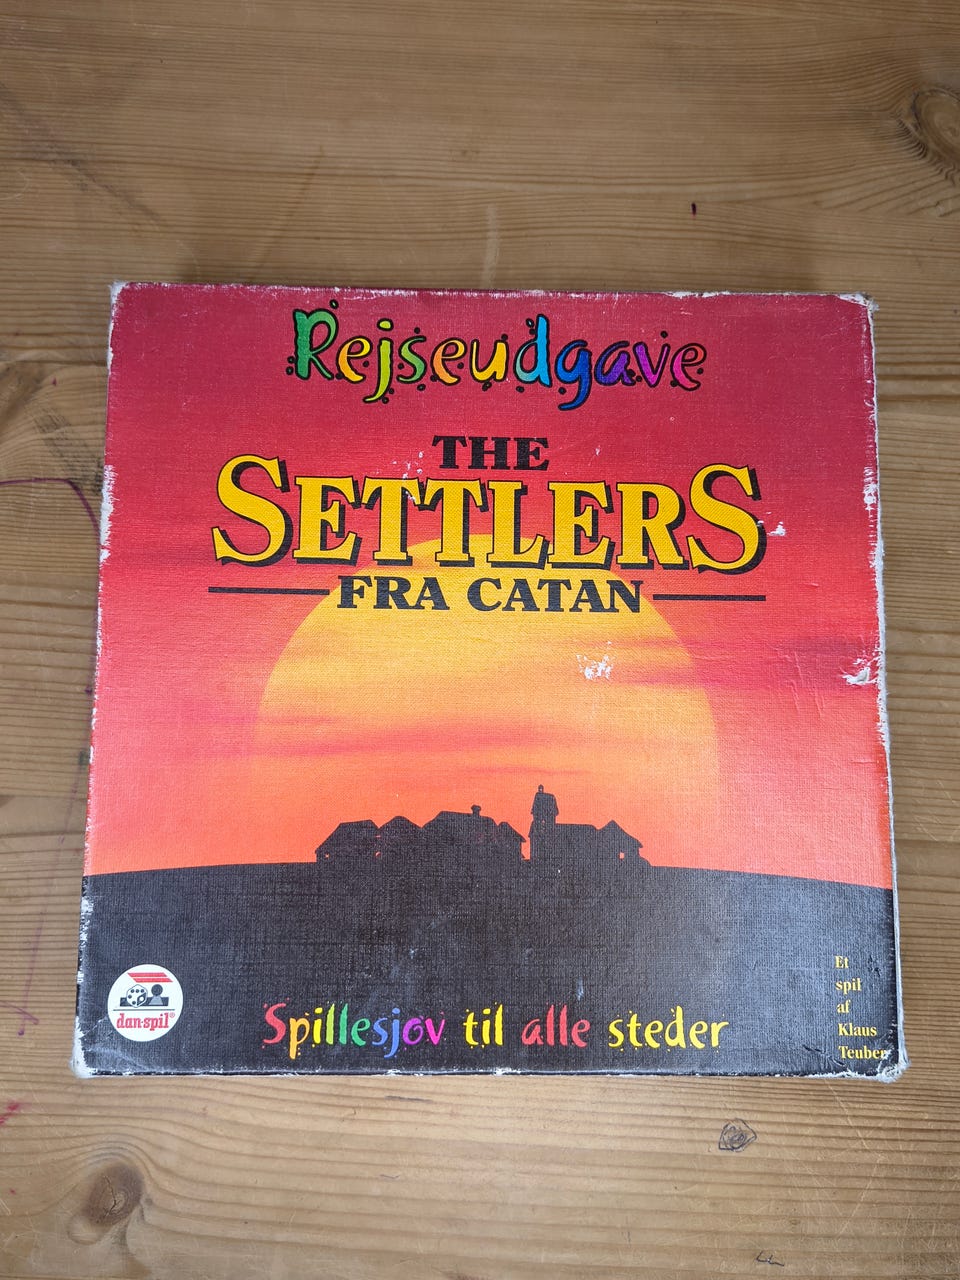 Rejseudgave
THE
SETTLERS
FRA CATAN
dan-spil®
Spillesjov til alle steder
Et
spil
af
Klaus
Teuber